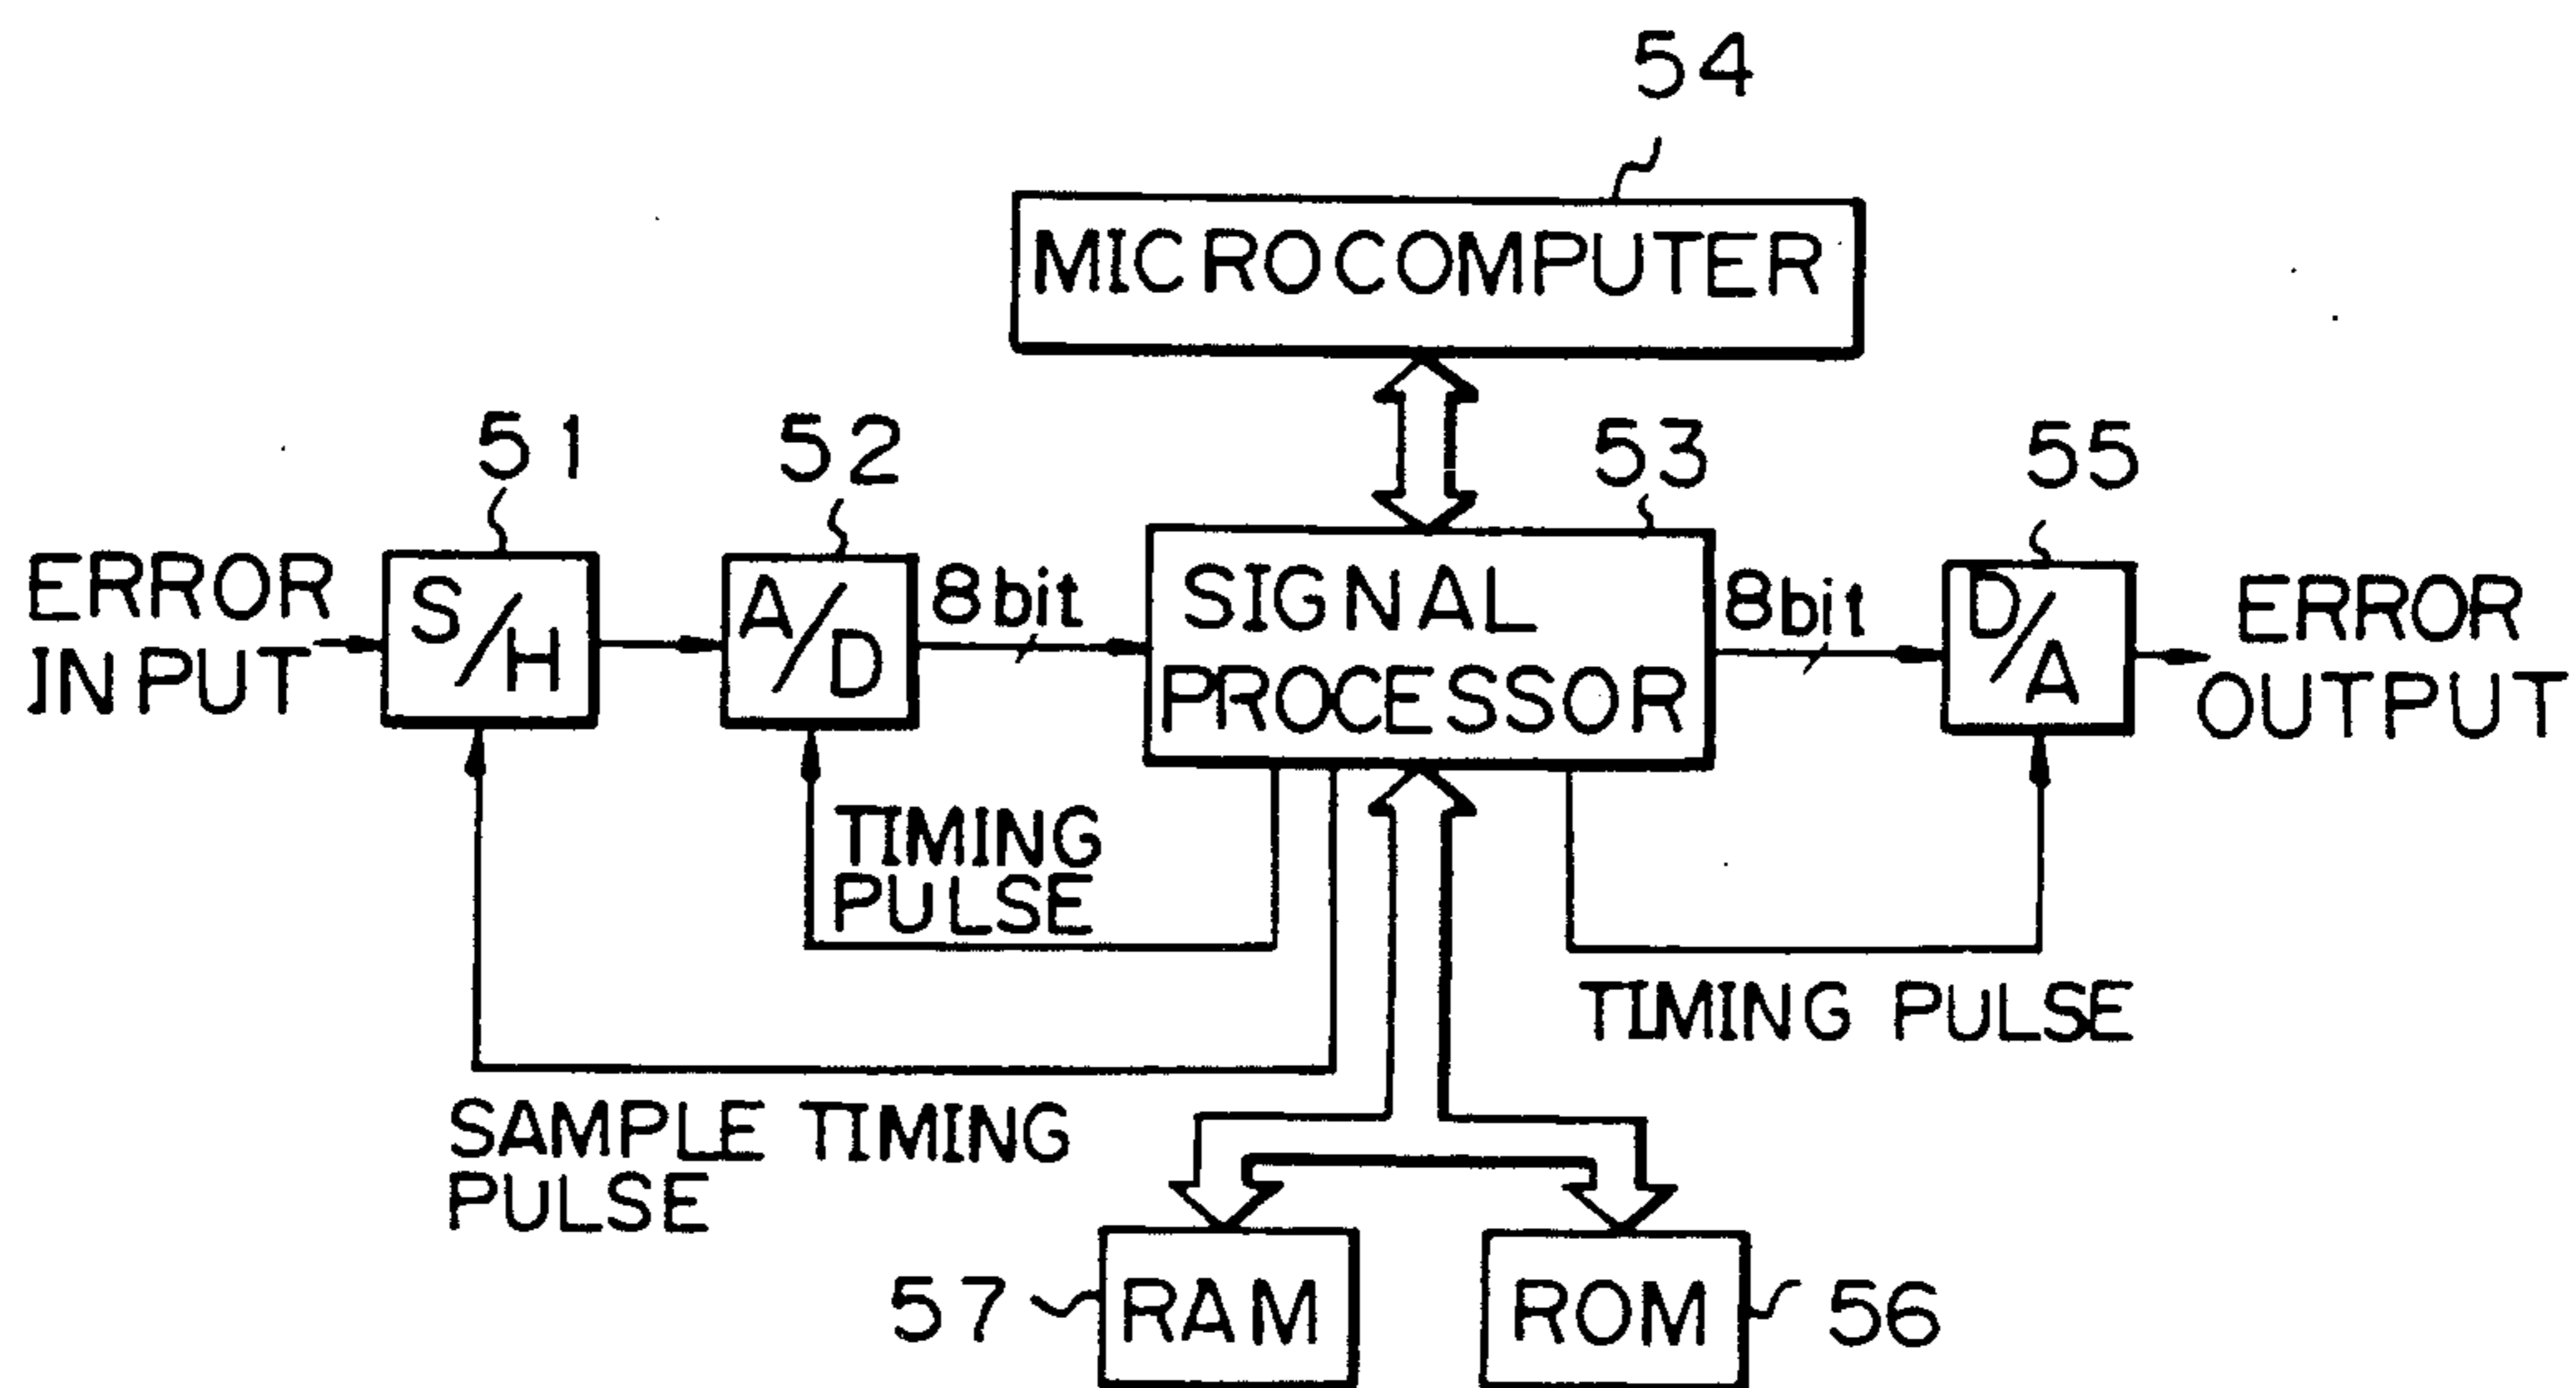 54
MICROCOMPUTER
51
52
53
55
ERROR
INPUT
S/H
A/D
8bit
SIGNAL
PROCESSOR
8bit
D/A
ERROR
OUTPUT
TIMING
PULSE
TIMING PULSE
SAMPLE TIMING
PULSE
57
RAM
ROM
56